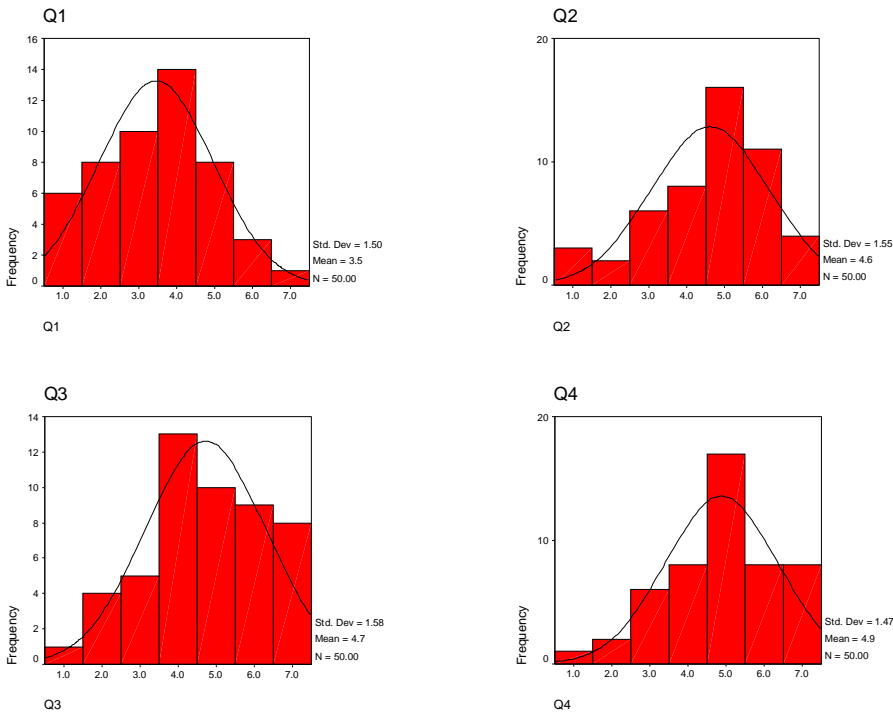 Q1
16
14
12
10
8
6
4
2
0
Frequency
1.0 2.0 3.0 4.0 5.0 6.0 7.0
Q1
Std. Dev = 1.50
Mean = 3.5
N = 50.00
Q2
20
10
0
Frequency
1.0 2.0 3.0 4.0 5.0 6.0 7.0
Q2
Std. Dev = 1.55
Mean = 4.6
N = 50.00
Q3
14
12
10
8
6
4
2
0
Frequency
1.0 2.0 3.0 4.0 5.0 6.0 7.0
Q3
Std. Dev = 1.58
Mean = 4.7
N = 50.00
Q4
20
10
0
Frequency
1.0 2.0 3.0 4.0 5.0 6.0 7.0
Q4
Std. Dev = 1.47
Mean = 4.9
N = 50.00